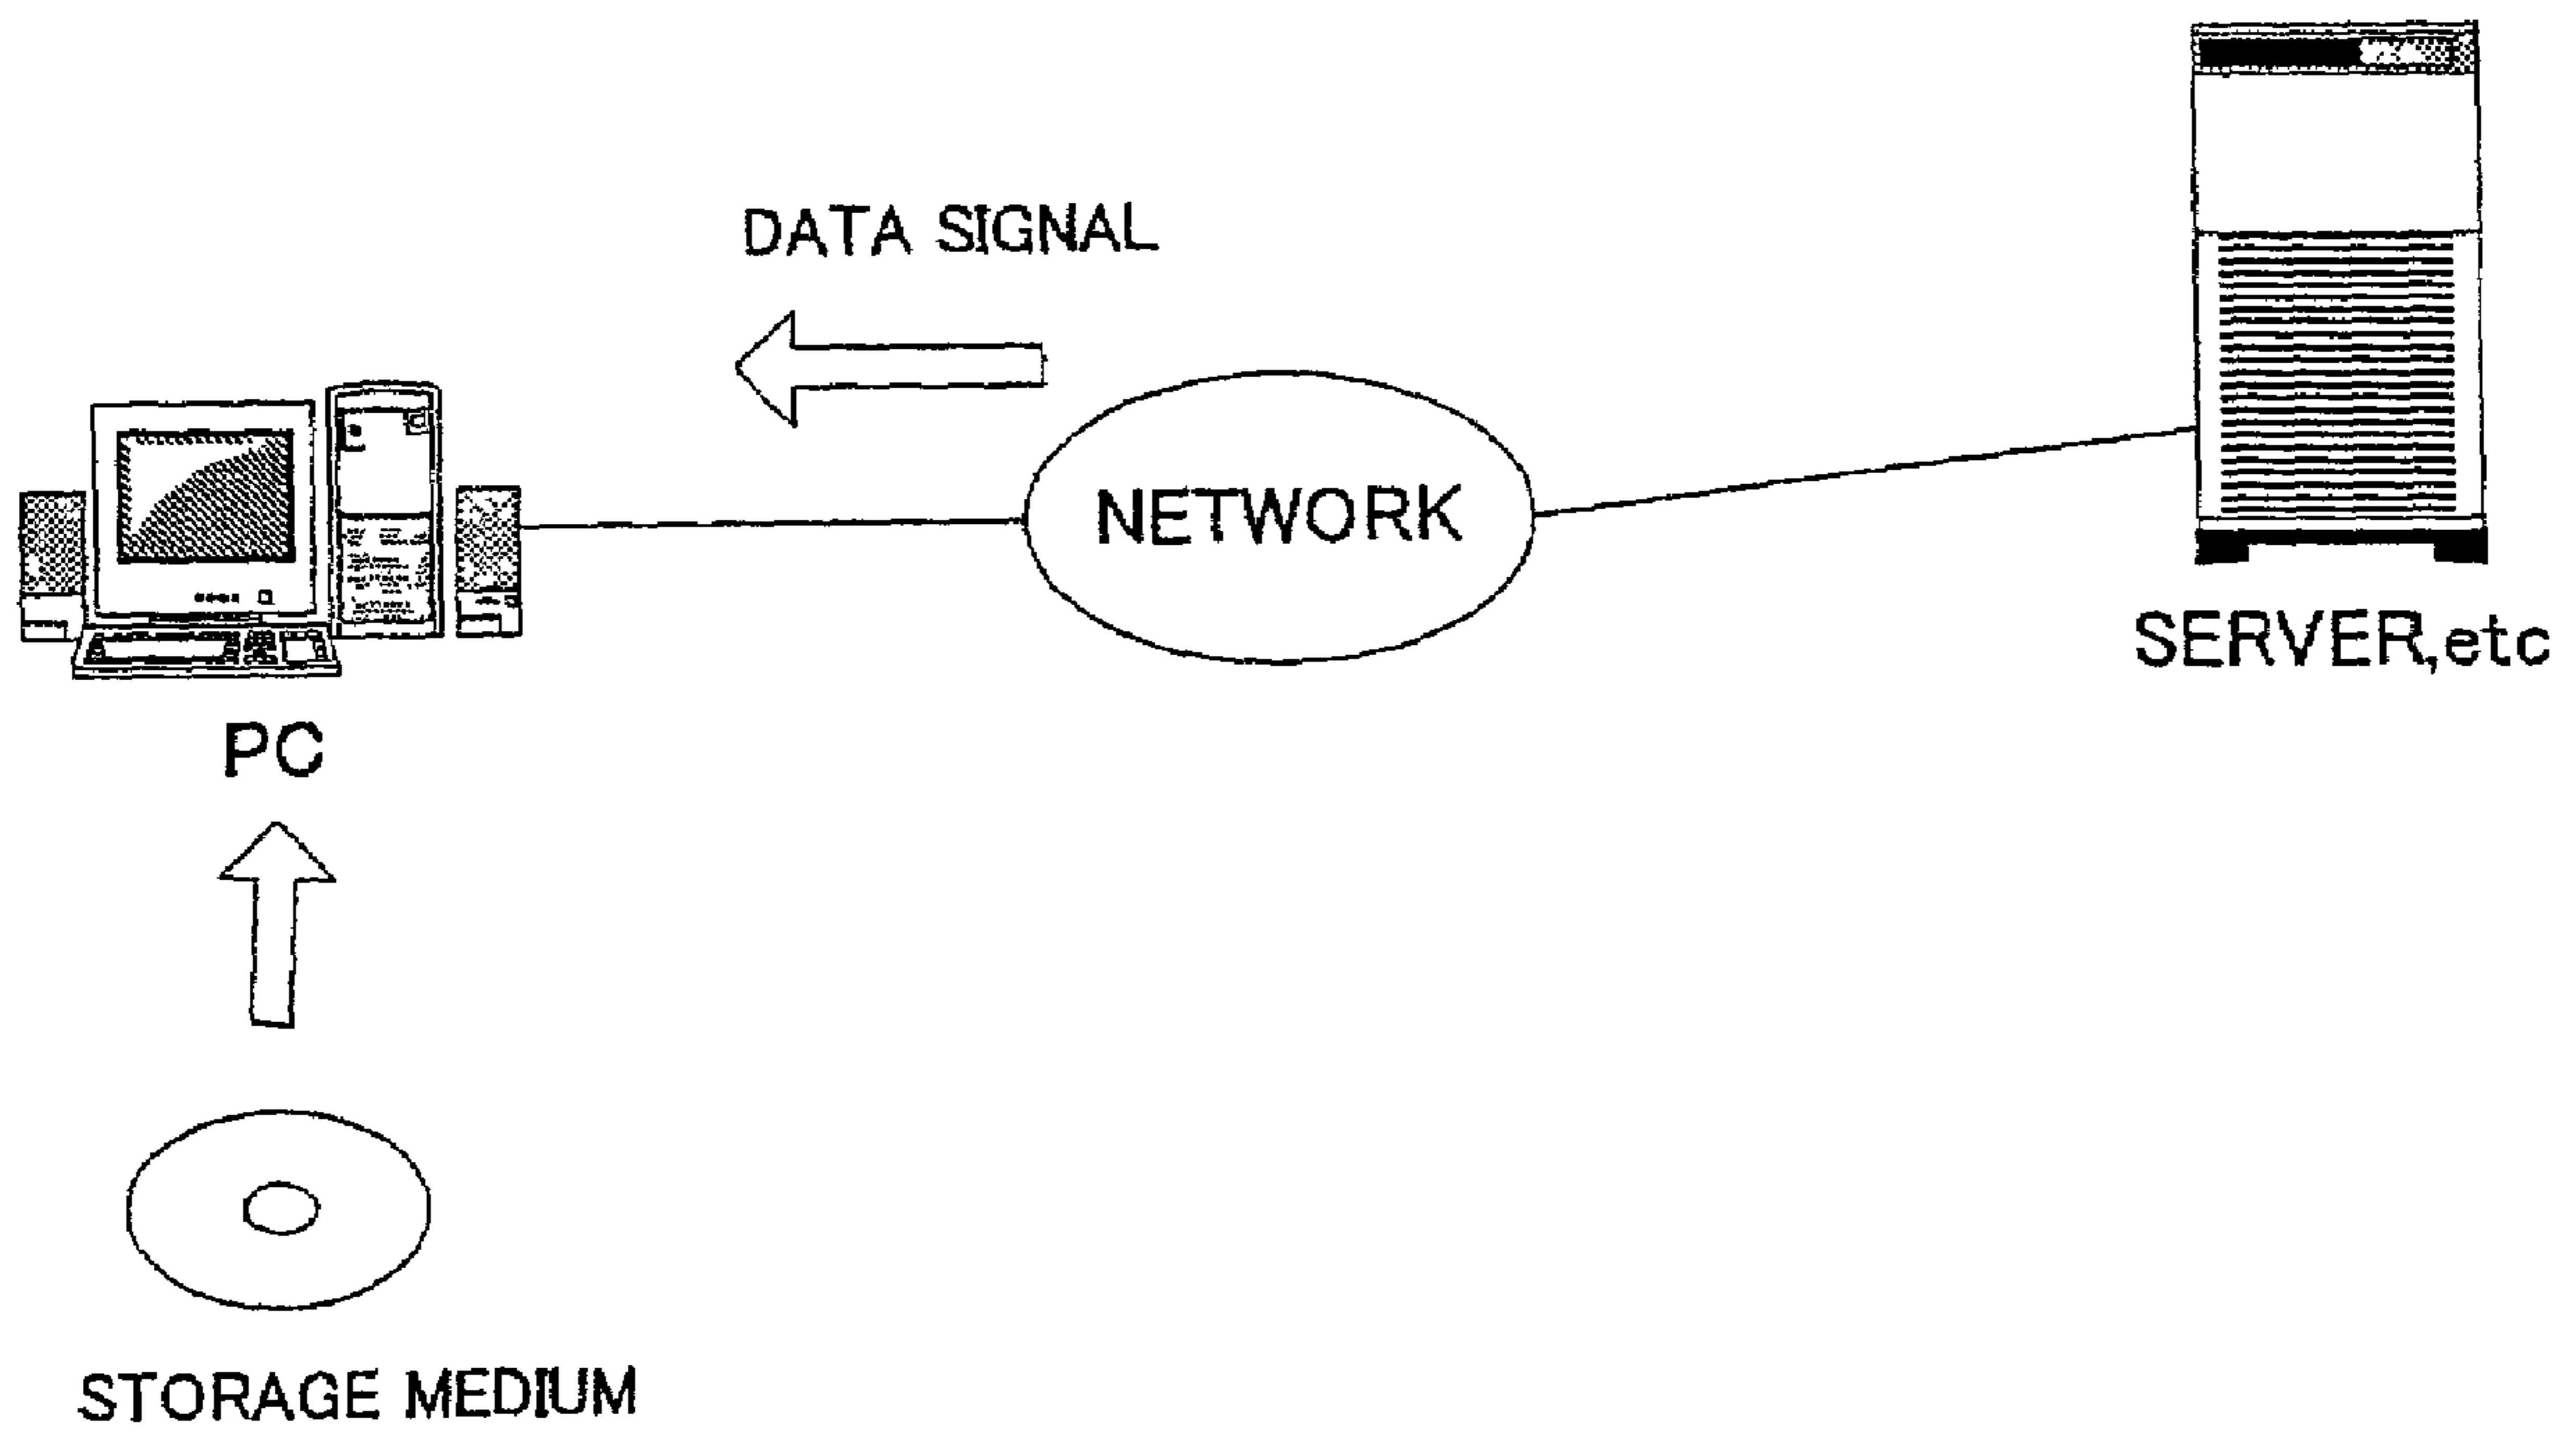 DATA SIGNAL
NETWORK
SERVER,etc
PC
STORAGE MEDIUM